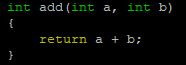 int add(int a, int b)
{
    return a + b;
}